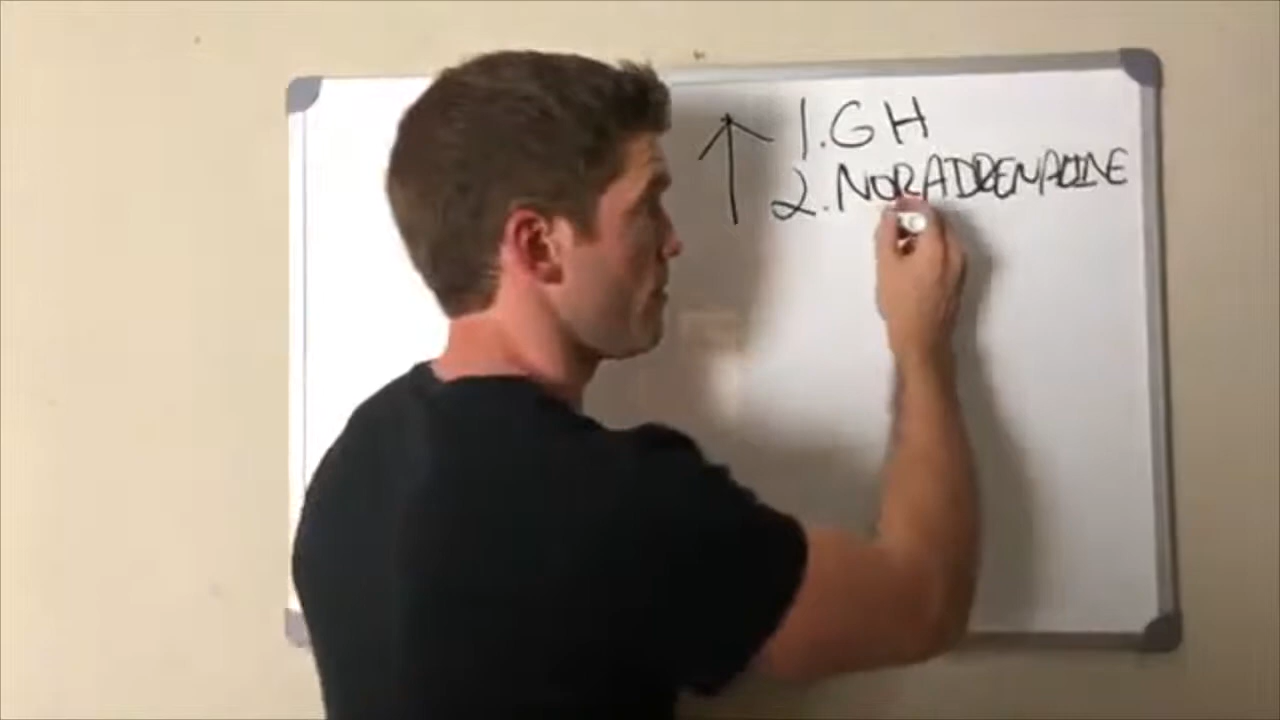 ↑ 1. GH
2. NORADRENALINE